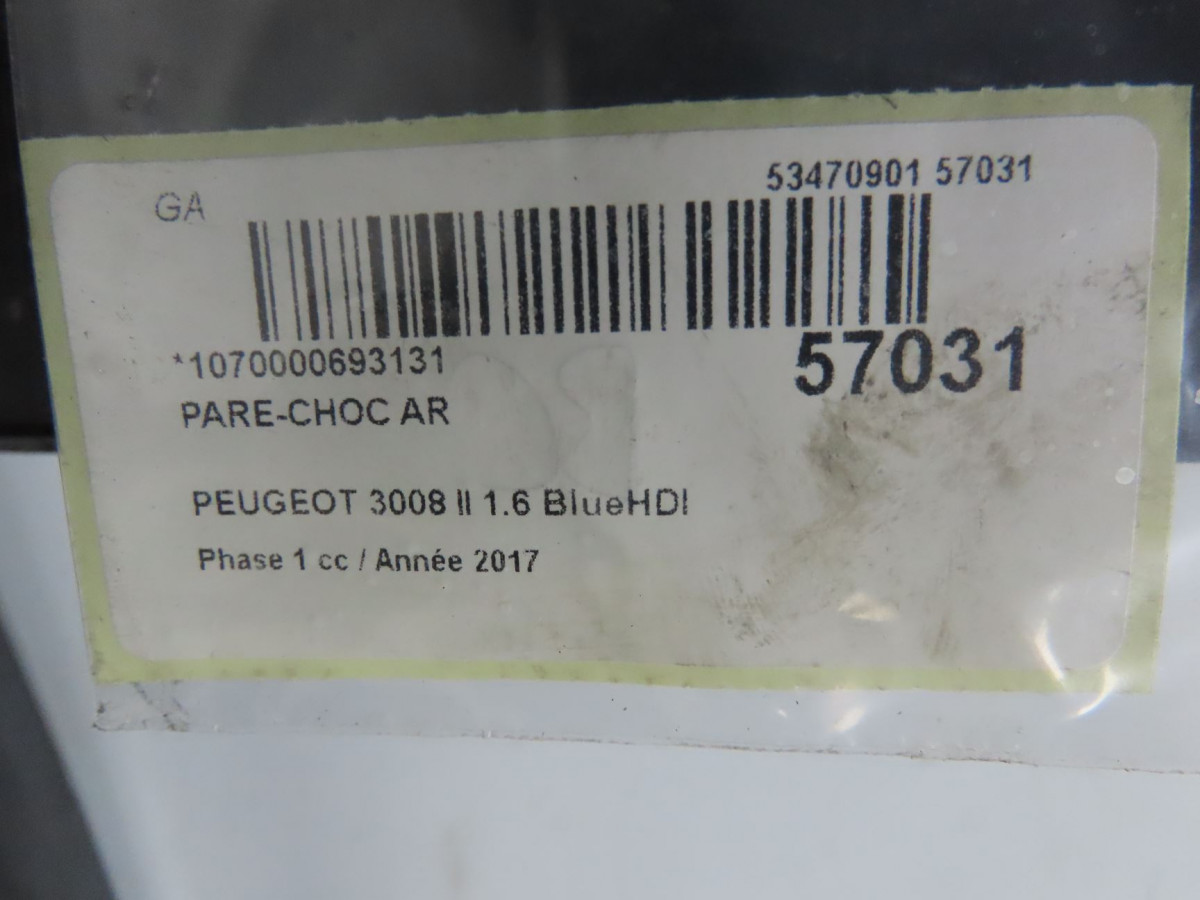 53470901 57031
GA
*1070000693131
57031
PARE-CHOC AR
PEUGEOT 3008 II 1.6 BlueHDI
Phase 1 cc / Année 2017